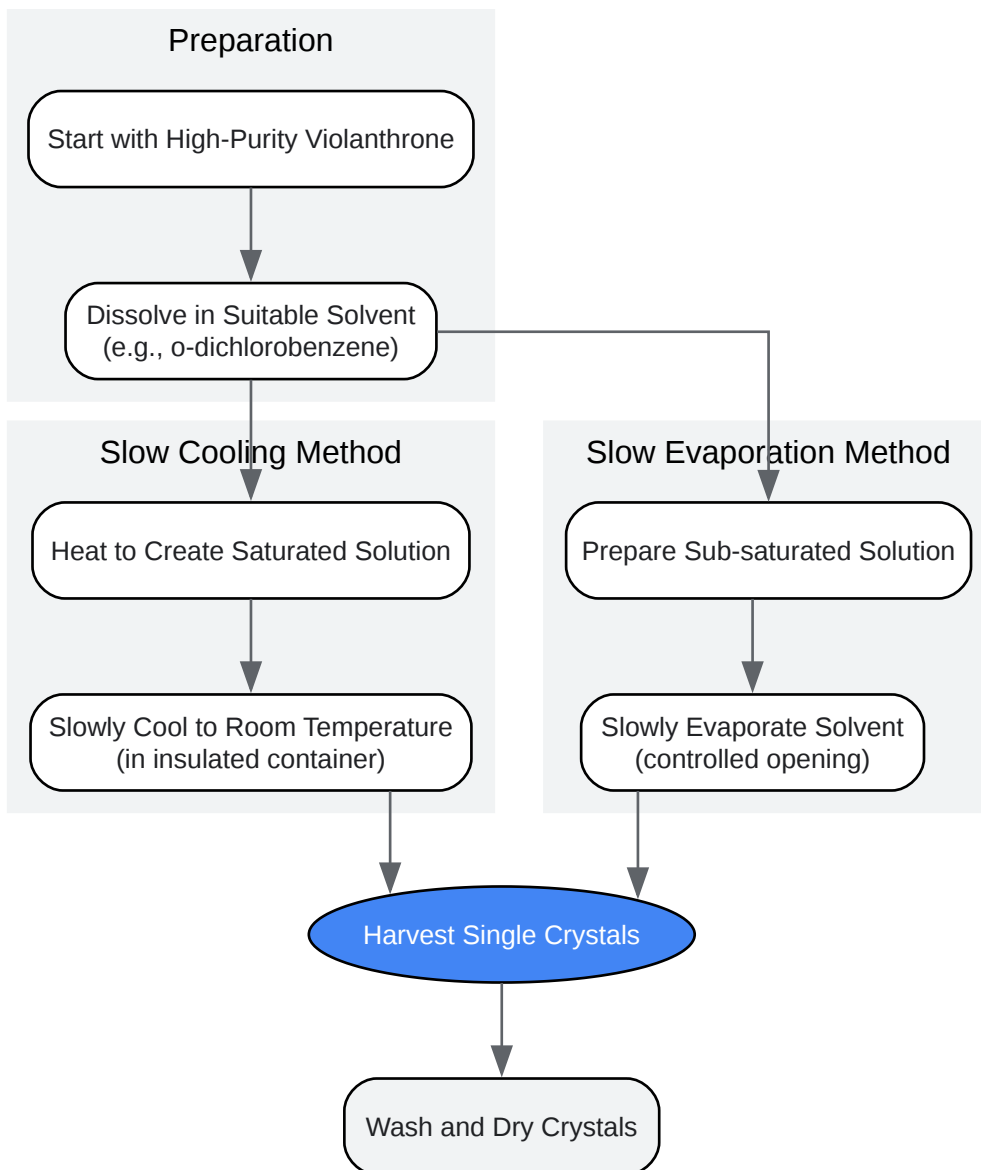 Preparation
Start with High-Purity Violanthrone
Dissolve in Suitable Solvent
(e.g., o-dichlorobenzene)
Slow Cooling Method
Heat to Create Saturated Solution
Slowly Cool to Room Temperature
(in insulated container)
Slow Evaporation Method
Prepare Sub-saturated Solution
Slowly Evaporate Solvent
(controlled opening)
Harvest Single Crystals
Wash and Dry Crystals